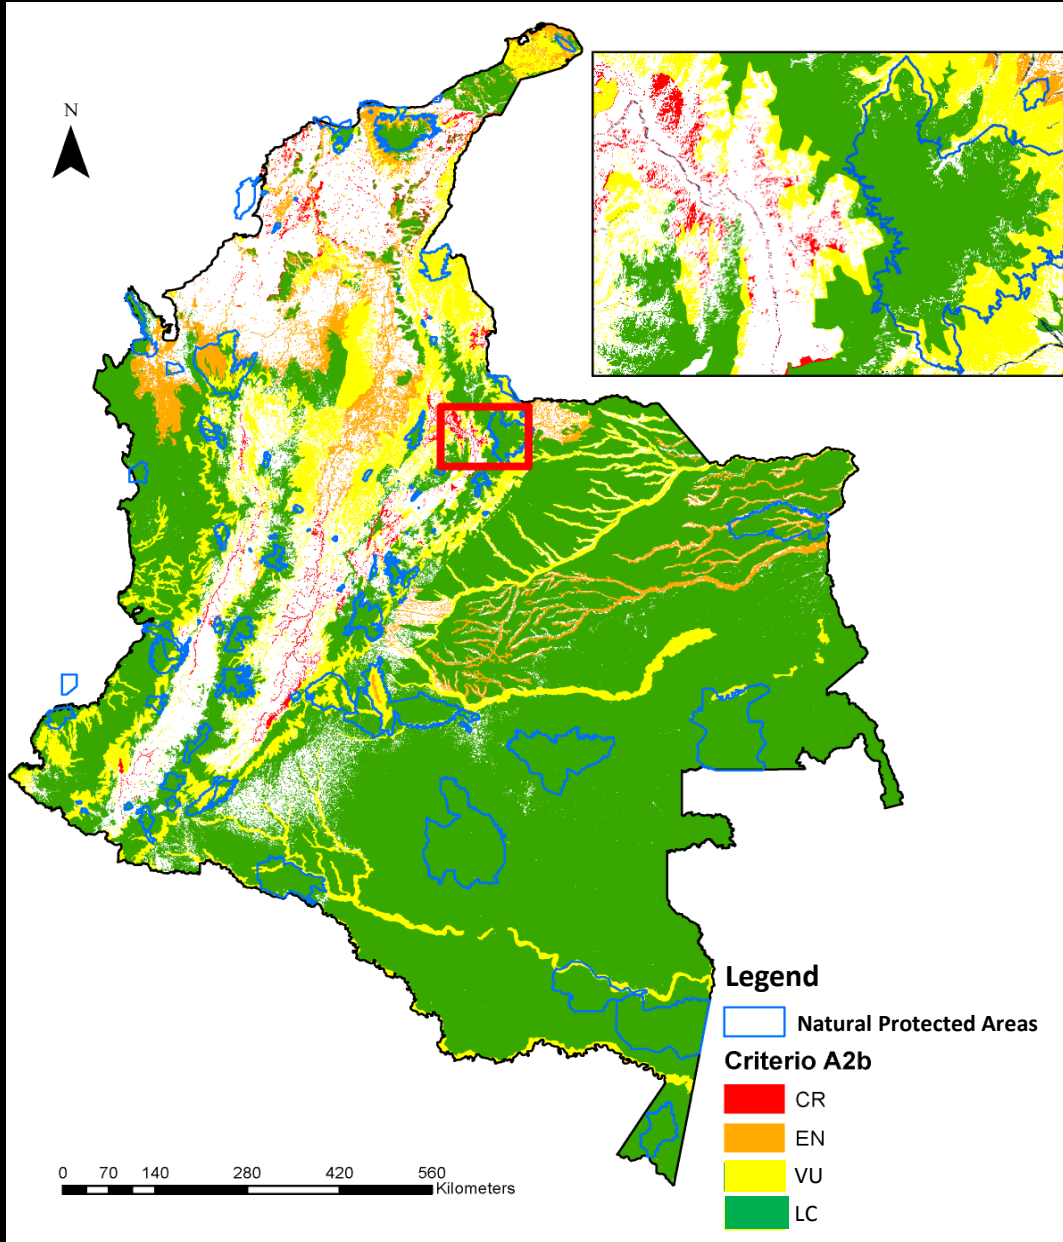 N
Legend
Natural Protected Areas
Criterio A2b
CR
EN
VU
LC
0 70 140 280 420 560
Kilometers